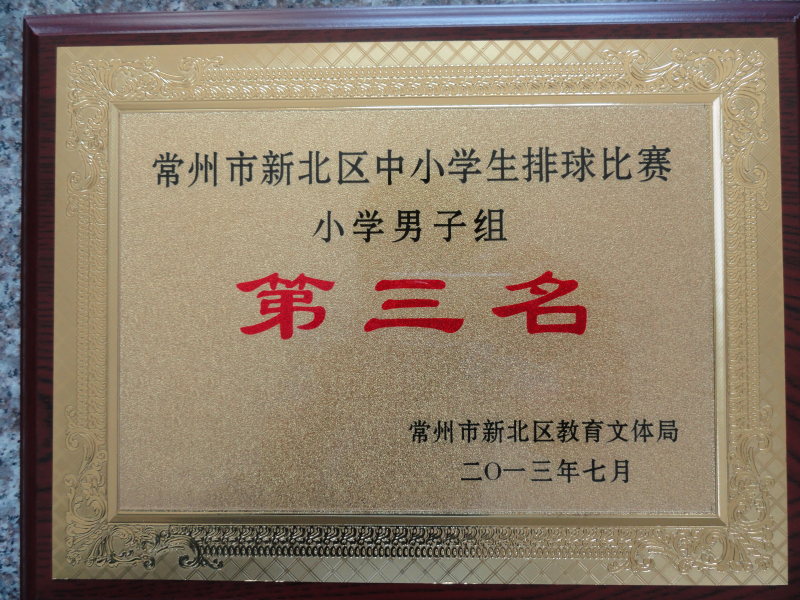 常州市新北区中小学生排球比赛
小学男子组
第三名
常州市新北区教育文体局
二〇一三年七月